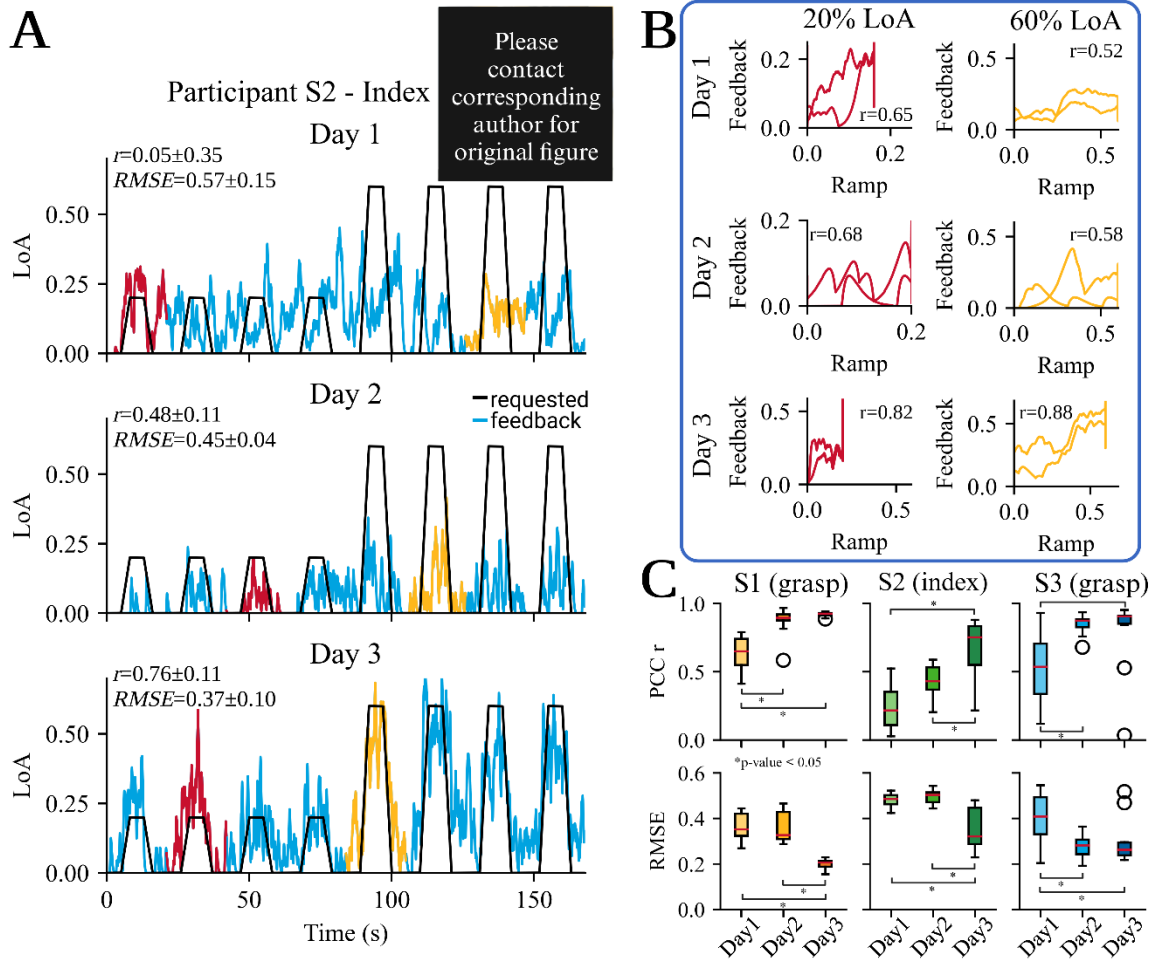 A
Please
contact
corresponding
author for
original figure
Participant S2 - Index
Day 1
r=0.05±0.35
RMSE=0.57±0.15
LoA
0.50
0.25
0.00
Day 2
r=0.48±0.11
RMSE=0.45±0.04
requested
feedback
LoA
0.50
0.25
0.00
Day 3
r=0.76±0.11
RMSE=0.37±0.10
LoA
0.50
0.25
0.00
0 50 100 150
Time (s)
B
20% LoA 60% LoA
Day 1
Feedback
0.2
0.0
r=0.65
0.0 0.2
Ramp
Feedback
0.5
0.0
r=0.52
0.0 0.5
Ramp
Day 2
Feedback
0.2
0.0
r=0.68
0.0 0.2
Ramp
Feedback
0.5
0.0
r=0.58
0.0 0.5
Ramp
Day 3
Feedback
0.5
0.0
r=0.82
0.0 0.5
Ramp
Feedback
0.5
0.0
r=0.88
0.0 0.5
Ramp
C
S1 (grasp) S2 (index) S3 (grasp)
PCC r
1.0
0.5
0.0
* * * * *
*p-value < 0.05
RMSE
0.6
0.4
0.2
0.0
* * * * * *
Day1 Day2 Day3 Day1 Day2 Day3 Day1 Day2 Day3